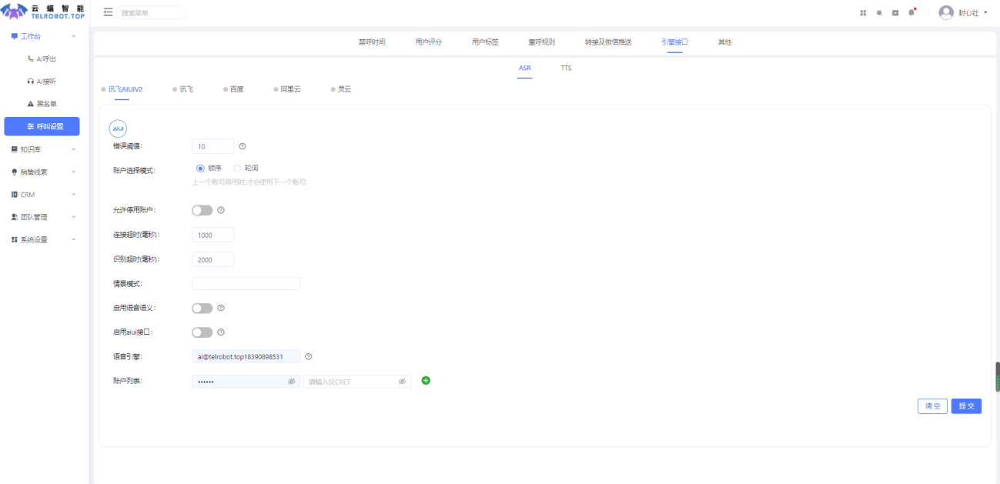 云蝠智能
TELROBOT.TOP
搜索菜单
封心壮
工作台
AI呼出
AI接听
黑名单
呼叫设置
知识库
销售线索
CRM
团队管理
系统设置
禁呼时间
用户评分
用户标签
重呼规则
转接及微信推送
引擎接口
其他
ASR
TTS
讯飞AIUIV2
讯飞
百度
阿里云
灵云
AIUI
错误阈值:
10
账户选择模式:
顺序
轮询
上一个账号停用时,才会使用下一个账号
允许停用账户:
连接超时(毫秒):
1000
识别超时(毫秒):
2000
情景模式:
启用语音语义:
启用aiui接口:
语音引擎:
ai@telrobot.top18390898531
账户列表:
••••••
请输入SECRET
清 空
提 交